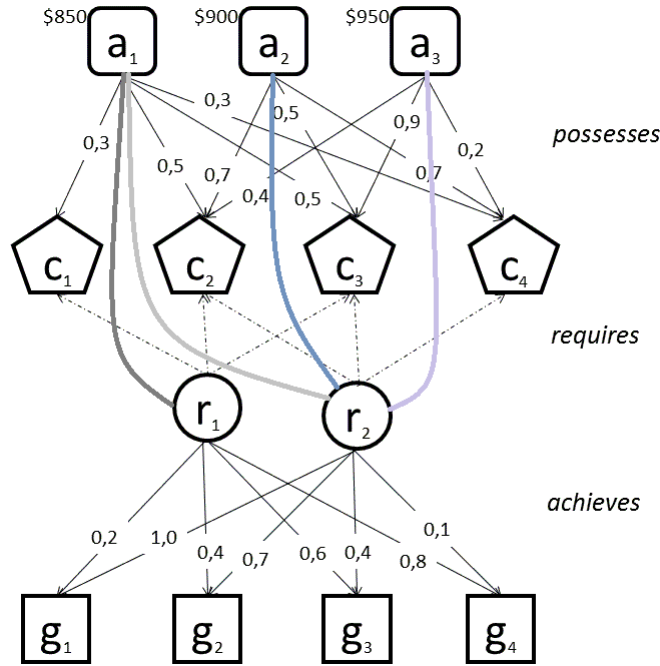 $850 $900 $950
a1 a2 a3
0,3 0,5 0,9
0,3 0,5 0,7 0,4 0,5 0,7 0,2
possesses
c1 c2 c3 c4
requires
r1 r2
achieves
0,2 1,0 0,4 0,7 0,6 0,4 0,8 0,1
g1 g2 g3 g4